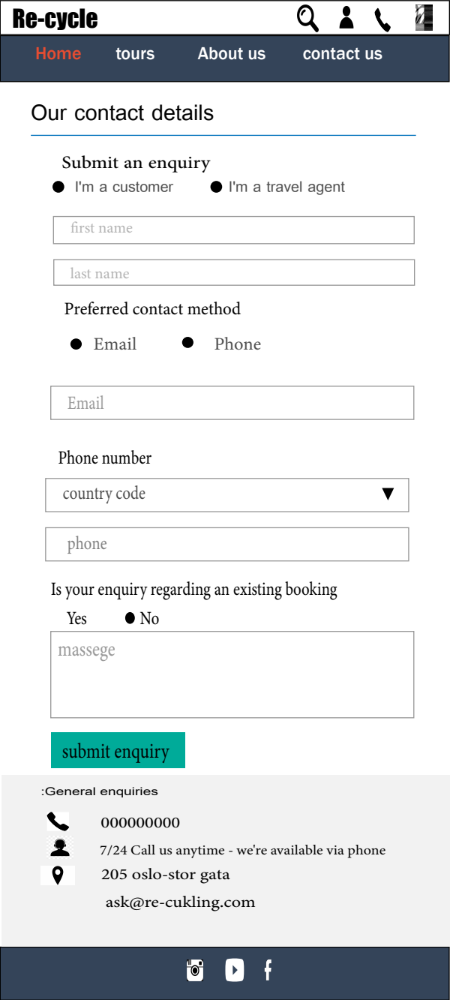 Re-cycle
Home tours About us contact us
Our contact details
Submit an enquiry
I'm a customer I'm a travel agent
first name
last name
Preferred contact method
Email Phone
Email
Phone number
country code
phone
Is your enquiry regarding an existing booking
Yes No
massege
submit enquiry
:General enquiries
000000000
7/24 Call us anytime - we're available via phone
205 oslo-stor gata
ask@re-cukling.com